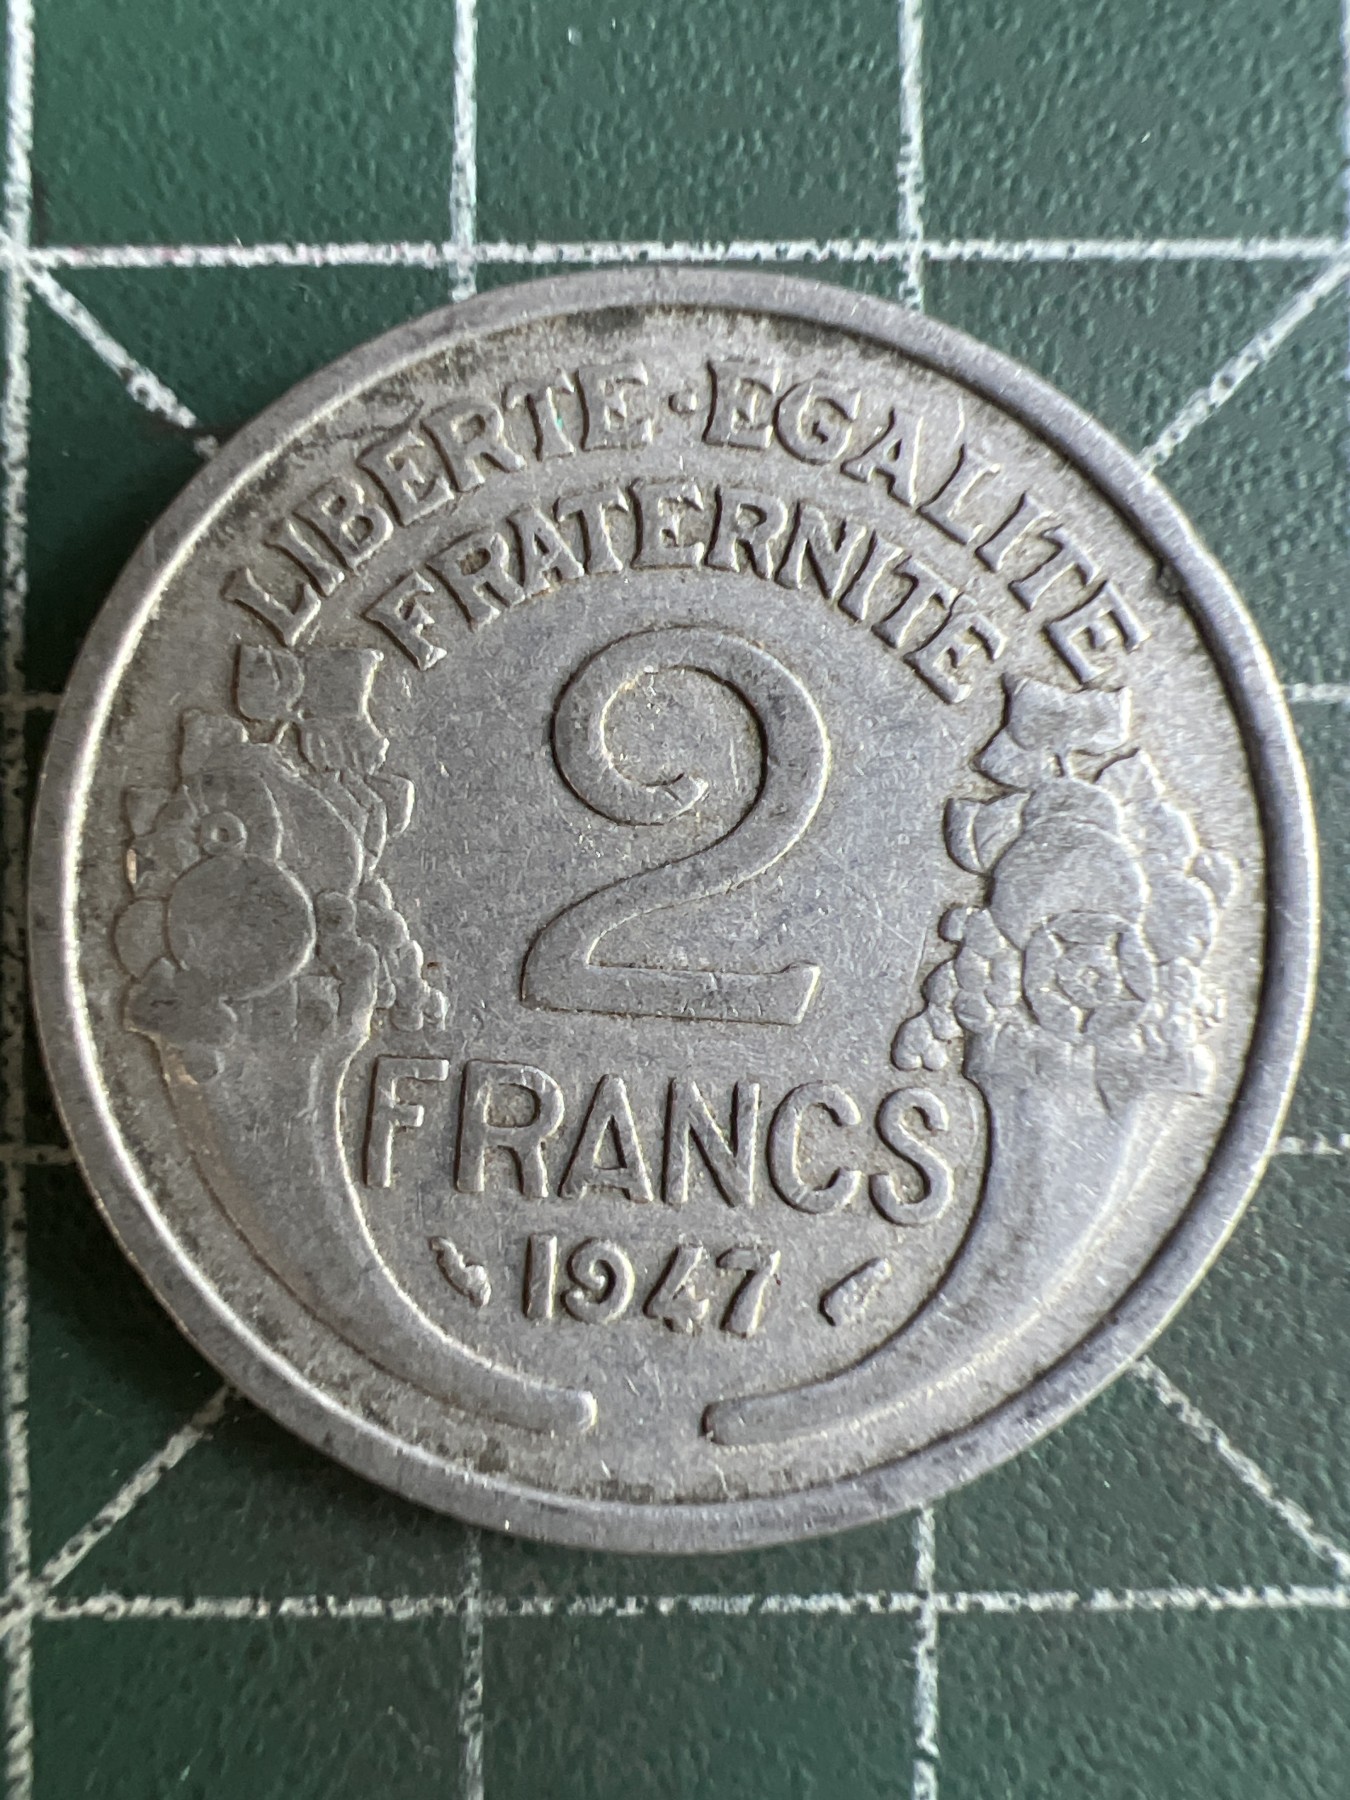 LIBERTE·EGALITE
FRATERNITE
2
FRANCS
1947